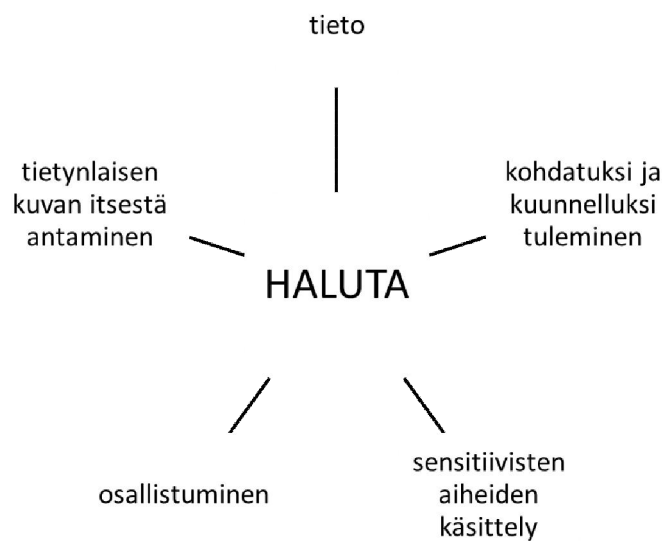 tieto
tietynlaisen
kuvan itsestä
antaminen
kohdatuksi ja
kuunnelluksi
tuleminen
HALUTA
osallistuminen
sensitiivisten
aiheiden
käsittely